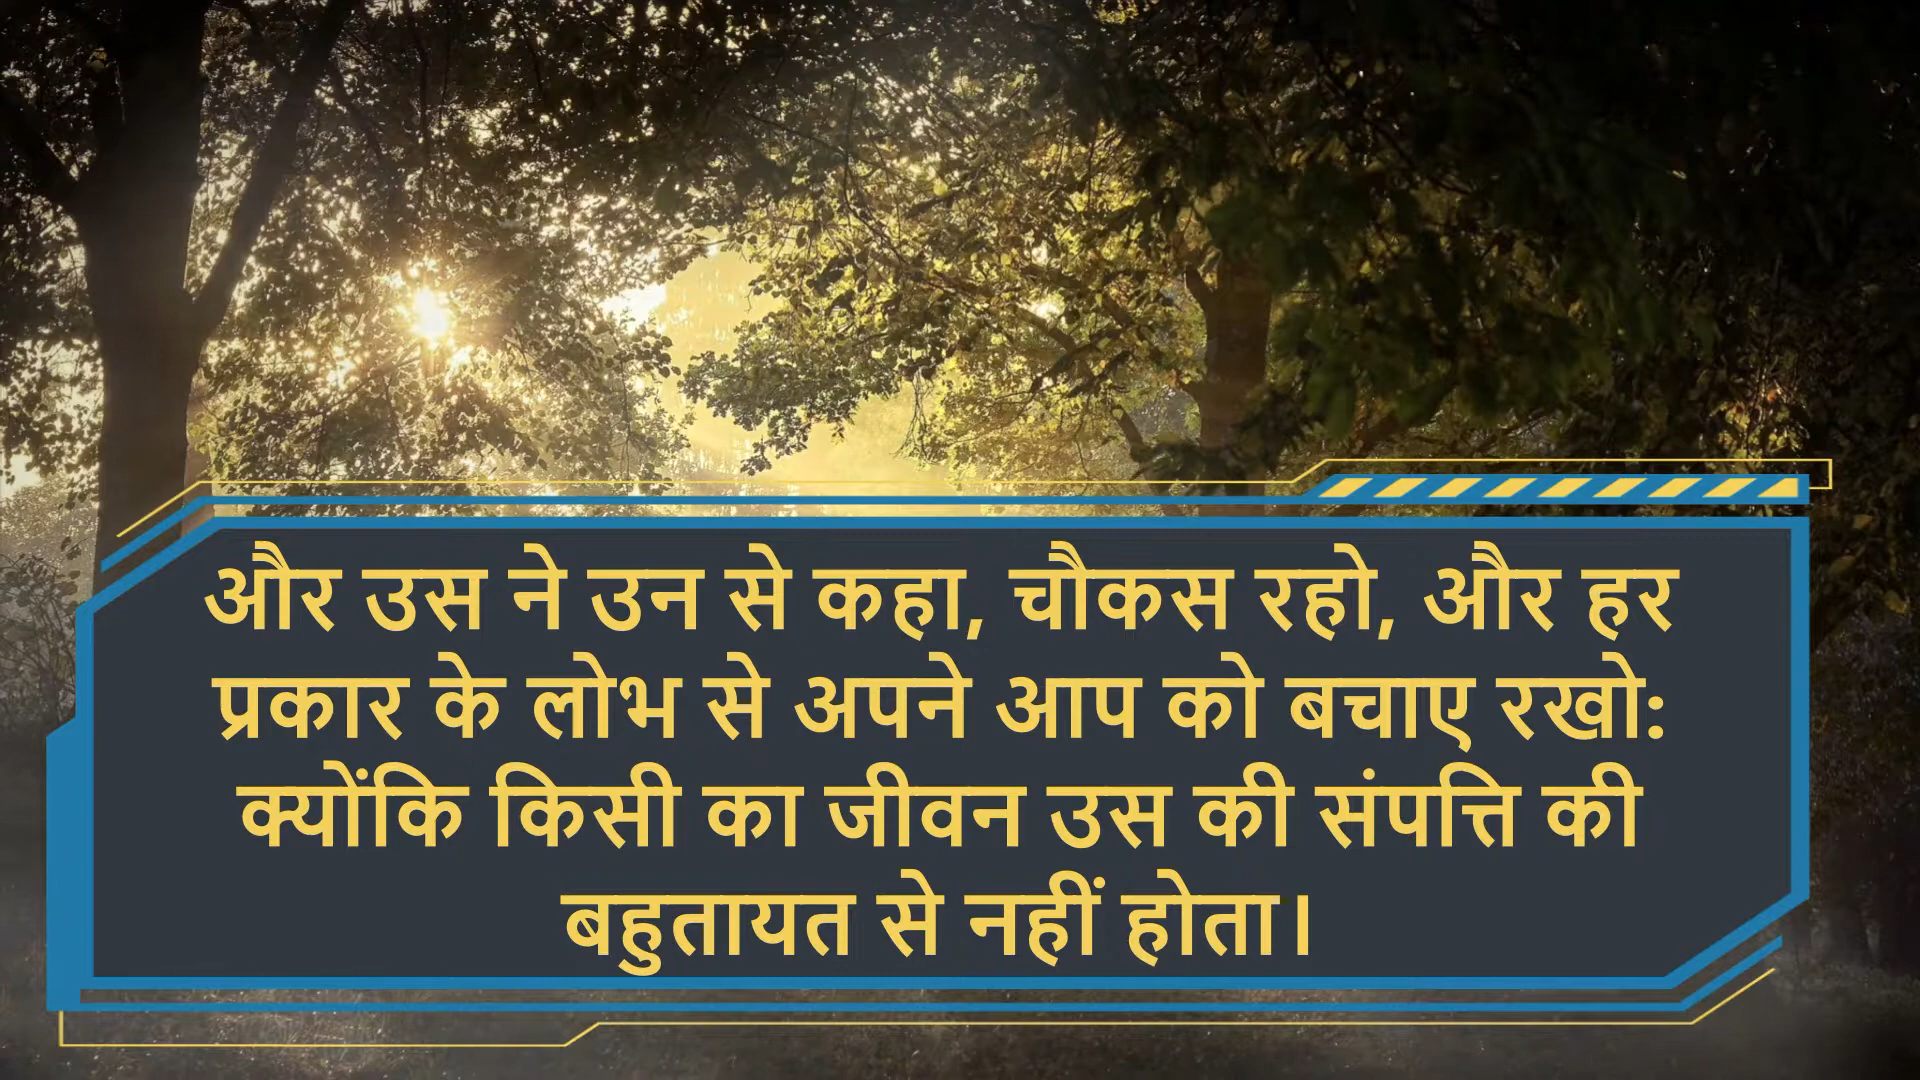 और उस ने उन से कहा, चौकस रहो, और हर
प्रकार के लोभ से अपने आप को बचाए रखो:
क्योंकि किसी का जीवन उस की संपत्ति की
बहुतायत से नहीं होता।